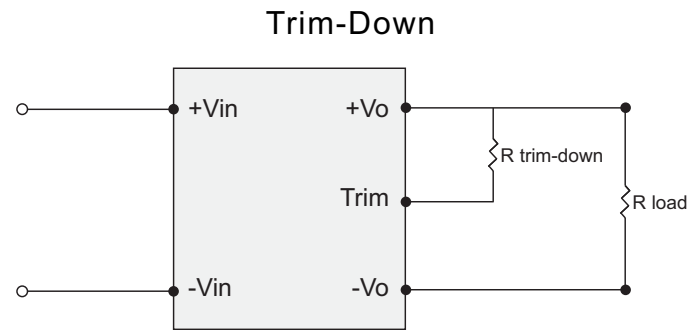 Trim-Down
+Vin
+Vo
R trim-down
Trim
R load
-Vin
-Vo